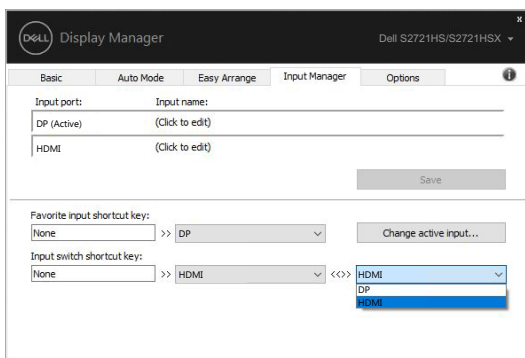 x
DELL Display Manager Dell S2721HS/S2721HSX
Basic Auto Mode Easy Arrange Input Manager Options i
Input port: Input name:
DP (Active) (Click to edit)
HDMI (Click to edit)
Save
Favorite input shortcut key:
None >> DP Change active input...
Input switch shortcut key:
None >> HDMI <<>> HDMI
DP
HDMI